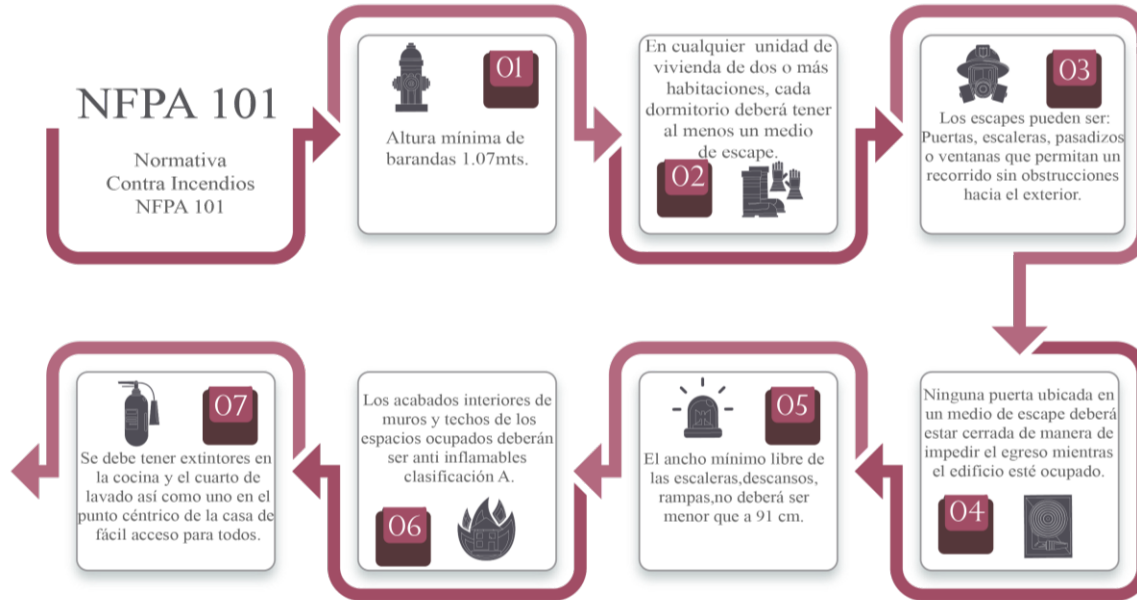 NFPA 101
Normativa
Contra Incendios
NFPA 101
01
Altura mínima de
barandas 1.07mts.
En cualquier unidad de
vivienda de dos o más
habitaciones, cada
dormitorio deberá tener
al menos un medio
de escape.
02
03
Los escapes pueden ser:
Puertas, escaleras, pasadizos
o ventanas que permitan un
recorrido sin obstrucciones
hacia el exterior.
Ninguna puerta ubicada en
un medio de escape deberá
estar cerrada de manera de
impedir el egreso mientras
el edificio esté ocupado.
04
05
El ancho mínimo libre de
las escaleras,descansos,
rampas,no deberá ser
menor que a 91 cm.
Los acabados interiores de
muros y techos de los
espacios ocupados deberán
ser anti inflamables
clasificación A.
06
07
Se debe tener extintores en
la cocina y el cuarto de
lavado así como uno en el
punto céntrico de la casa de
fácil acceso para todos.